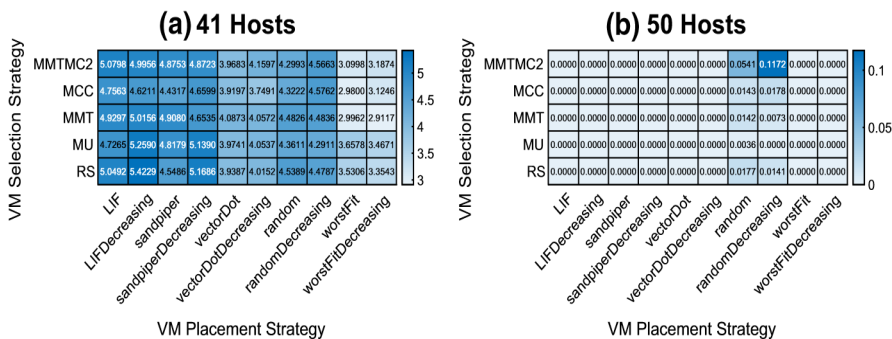 (a) 41 Hosts
VM Selection Strategy
MMTMC2 5.0798 4.9956 4.8753 4.8723 3.9683 4.1597 4.2993 4.5663 3.0998 3.1874
MCC 4.7563 4.6211 4.4317 4.6599 3.9197 3.7491 4.3222 4.5762 2.9800 3.1246
MMT 4.9297 5.0156 4.9080 4.6535 4.0873 4.0572 4.4826 4.4836 2.9962 2.9117
MU 4.7265 5.2590 4.8179 5.1390 3.9741 4.0537 4.3611 4.2911 3.6578 3.4671
RS 5.0492 5.4229 4.5486 5.1686 3.9387 4.0152 4.5389 4.4787 3.5306 3.3543
5
4.5
4
3.5
3
LIF
LIFDecreasing
sandpiper
sandpiperDecreasing
vectorDot
vectorDotDecreasing
random
randomDecreasing
worstFit
worstFitDecreasing
VM Placement Strategy
(b) 50 Hosts
VM Selection Strategy
MMTMC2 0.0000 0.0000 0.0000 0.0000 0.0000 0.0000 0.0541 0.1172 0.0000 0.0000
MCC 0.0000 0.0000 0.0000 0.0000 0.0000 0.0000 0.0143 0.0178 0.0000 0.0000
MMT 0.0000 0.0000 0.0000 0.0000 0.0000 0.0000 0.0142 0.0073 0.0000 0.0000
MU 0.0000 0.0000 0.0000 0.0000 0.0000 0.0000 0.0036 0.0000 0.0000 0.0000
RS 0.0000 0.0000 0.0000 0.0000 0.0000 0.0000 0.0177 0.0141 0.0000 0.0000
0.1
0.05
0
LIF
LIFDecreasing
sandpiper
sandpiperDecreasing
vectorDot
vectorDotDecreasing
random
randomDecreasing
worstFit
worstFitDecreasing
VM Placement Strategy